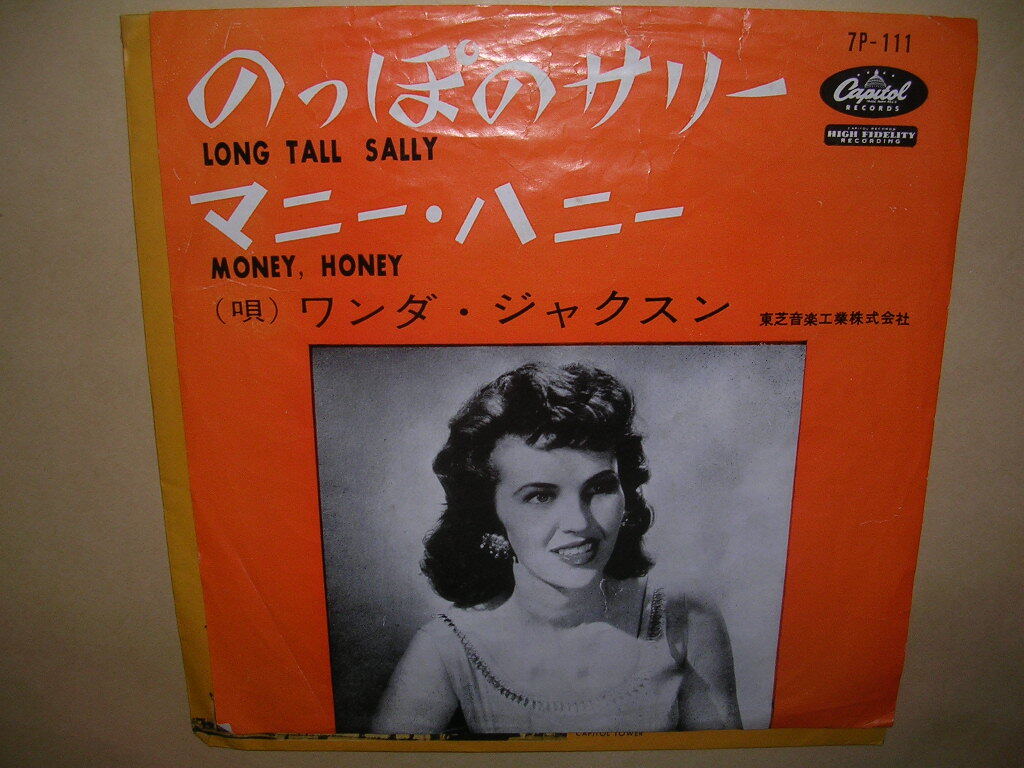 7P-111
のっぽのサリー
LONG TALL SALLY
Capitol
RECORDS
CAPITOL RECORDS
HIGH FIDELITY
RECORDING
マニー・ハニー
MONEY, HONEY
(唄) ワンダ・ジャクスン
東芝音楽工業株式会社
CAPITOL TOWER